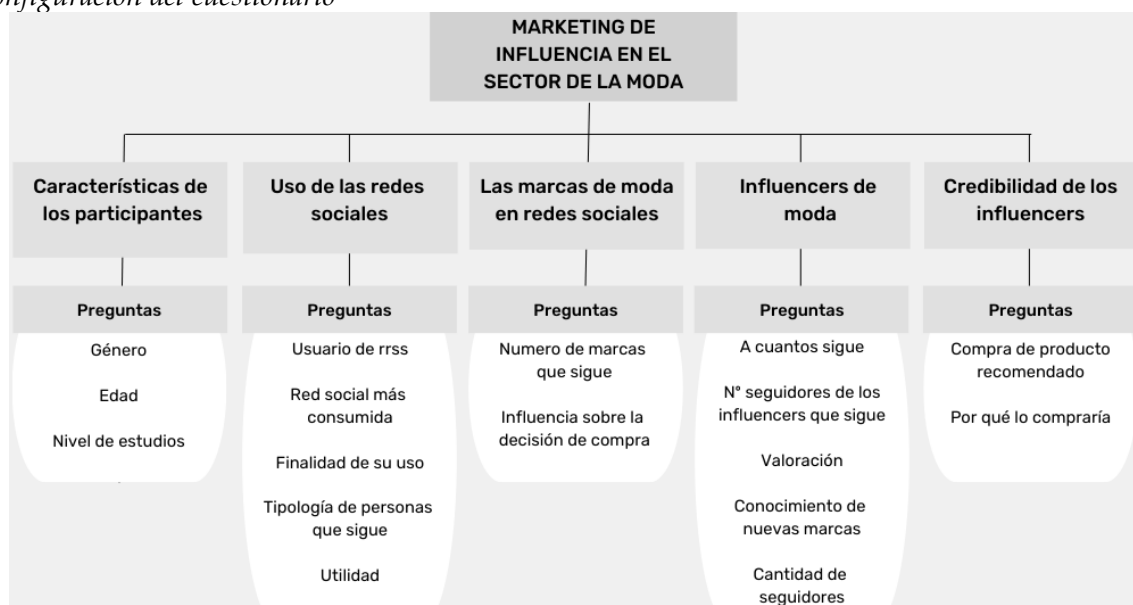 onfiguración del cuestionario
MARKETING DE
INFLUENCIA EN EL
SECTOR DE LA MODA
Características de
los participantes
Preguntas
Género
Edad
Nivel de estudios
Uso de las redes
sociales
Preguntas
Usuario de rrss
Red social más
consumida
Finalidad de su uso
Tipología de personas
que sigue
Utilidad
Las marcas de moda
en redes sociales
Preguntas
Numero de marcas
que sigue
Influencia sobre la
decisión de compra
Influencers de
moda
Preguntas
A cuantos sigue
Nº seguidores de los
influencers que sigue
Valoración
Conocimiento de
nuevas marcas
Cantidad de
seguidores
Credibilidad de los
influencers
Preguntas
Compra de producto
recomendado
Por qué lo compraría